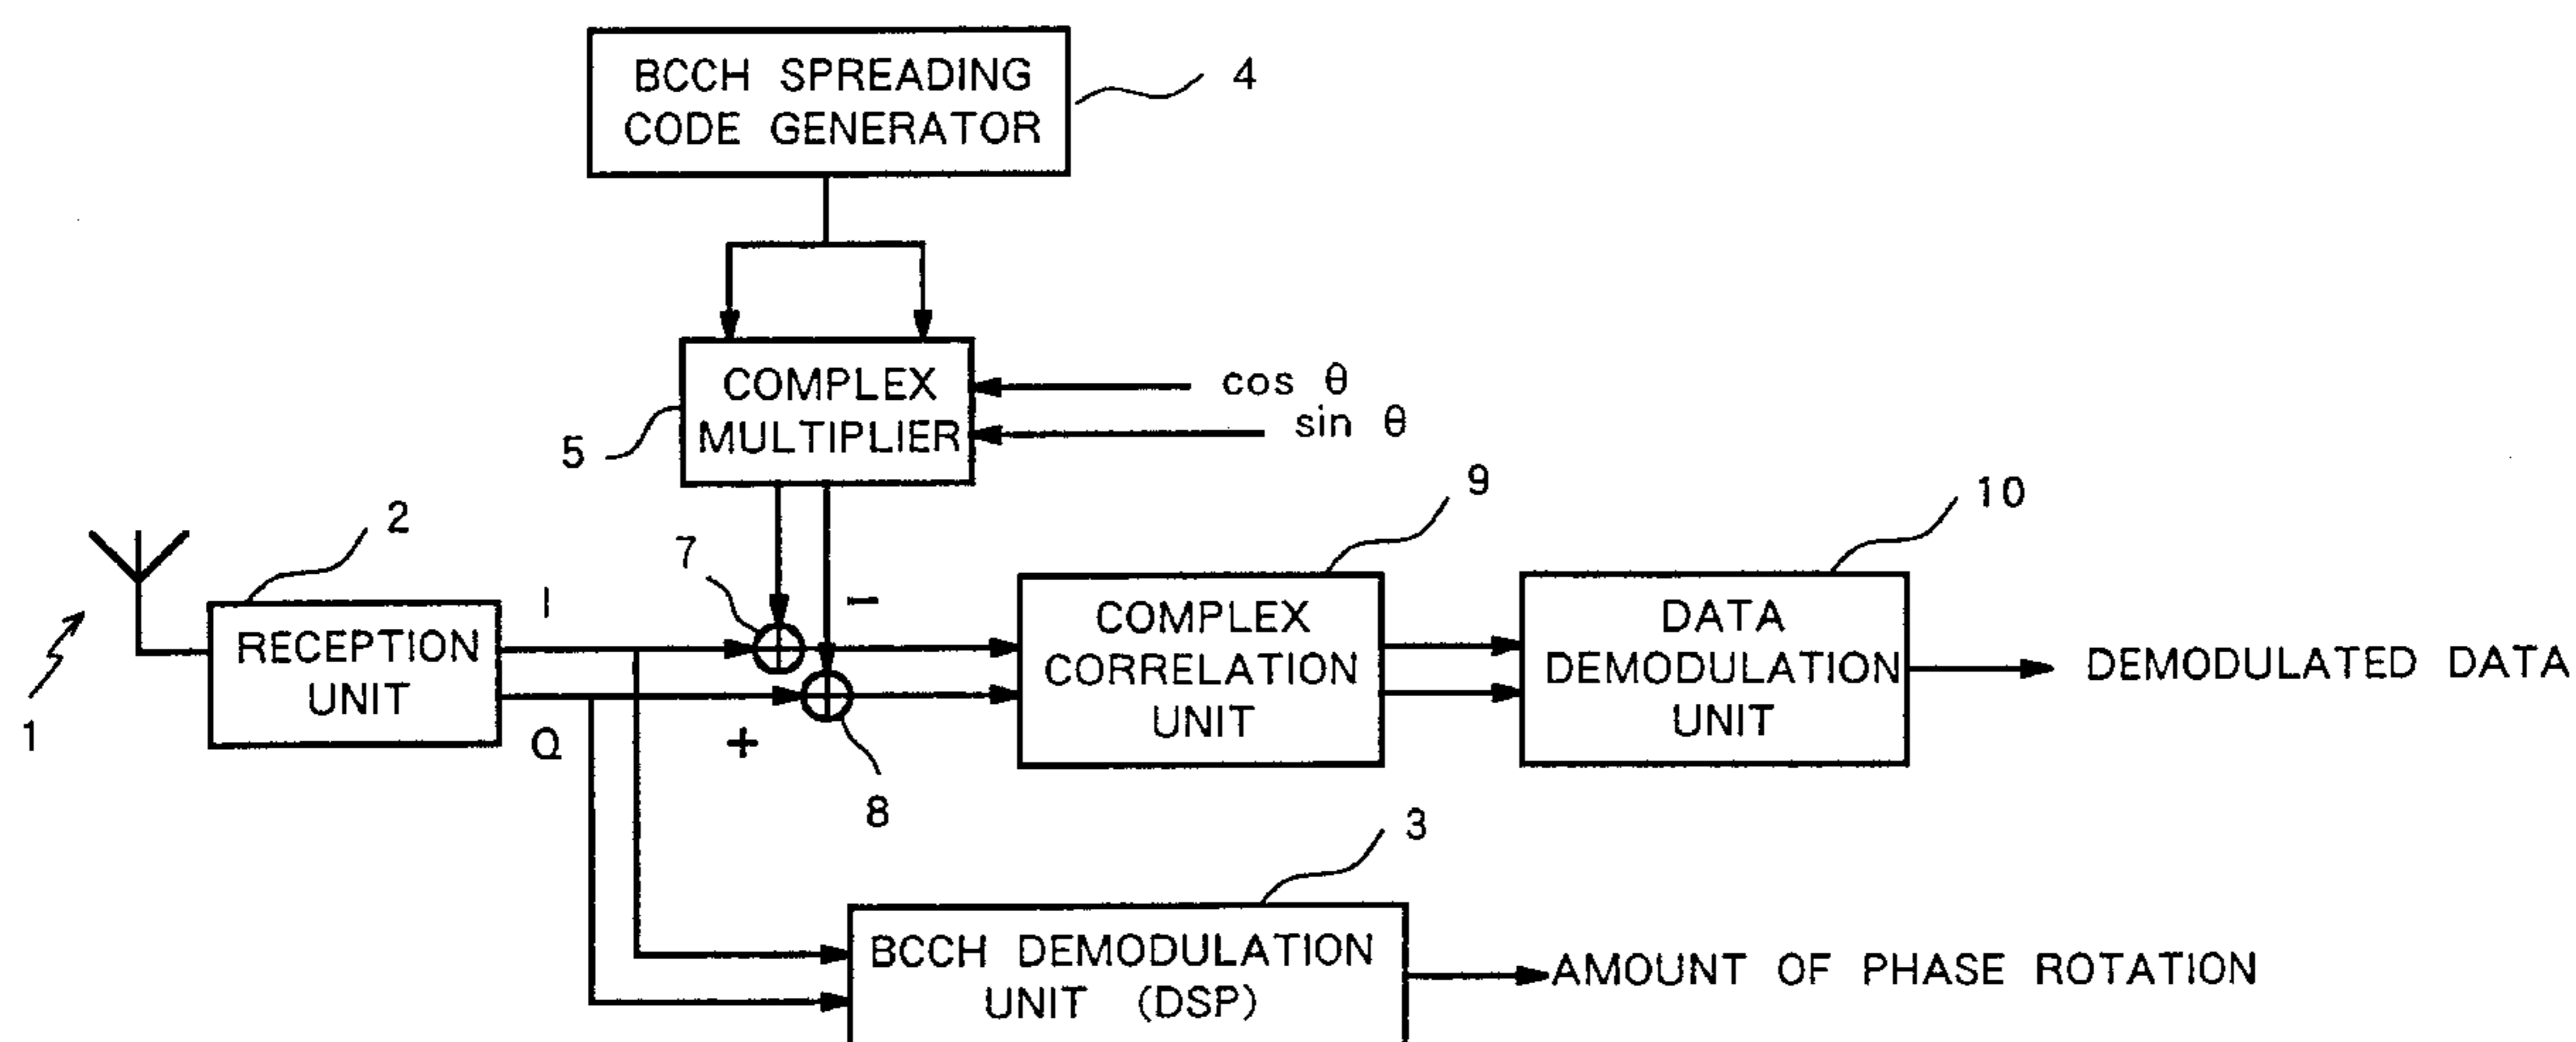 BCCH SPREADING
CODE GENERATOR
4
COMPLEX
MULTIPLIER
5
cos θ
sin θ
1
2
RECEPTION
UNIT
I
Q
7
−
+
8
9
COMPLEX
CORRELATION
UNIT
10
DATA
DEMODULATION
UNIT
DEMODULATED DATA
3
BCCH DEMODULATION
UNIT (DSP)
AMOUNT OF PHASE ROTATION